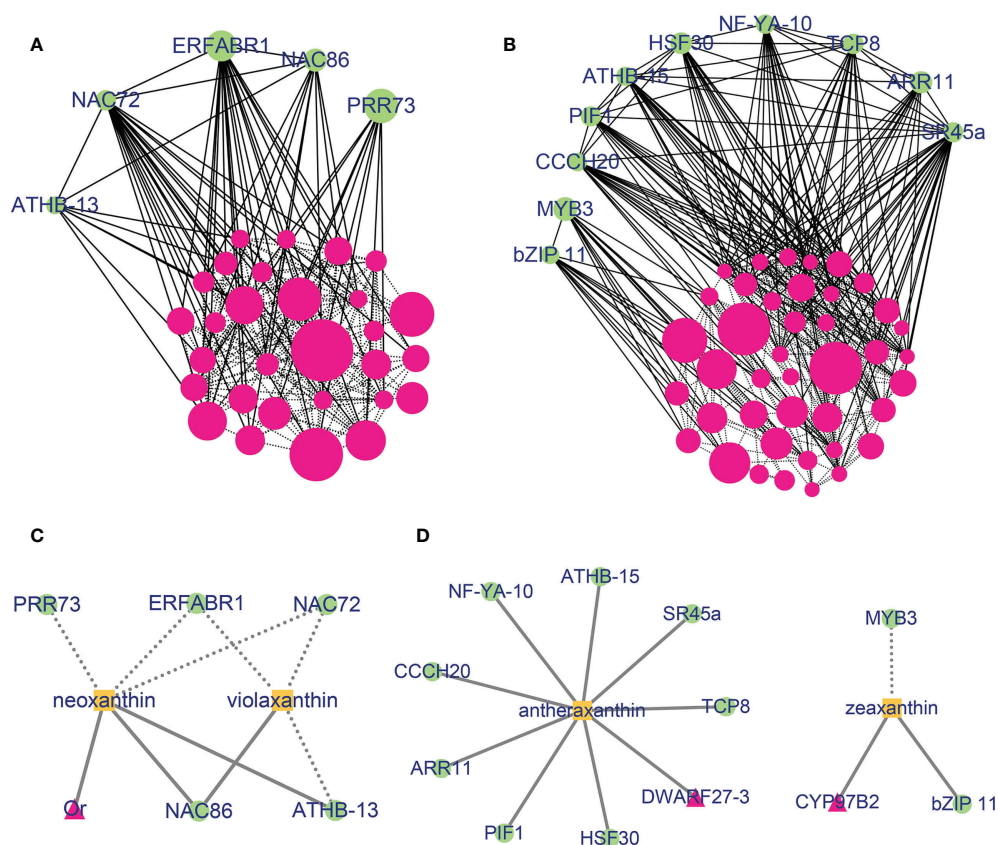 A
ERFABR1
NAC86
NAC72
PRR73
ATHB-13
B
NF-YA-10
HSF30
TCP8
ATHB-15
ARR11
PIF1
SR45a
CCCH20
MYB3
bZIP 11
C
PRR73
ERFABR1
NAC72
neoxanthin
violaxanthin
Or
NAC86
ATHB-13
D
NF-YA-10
ATHB-15
SR45a
CCCH20
antheraxanthin
TCP8
ARR11
DWARF27-3
PIF1
HSF30
MYB3
zeaxanthin
CYP97B2
bZIP 11